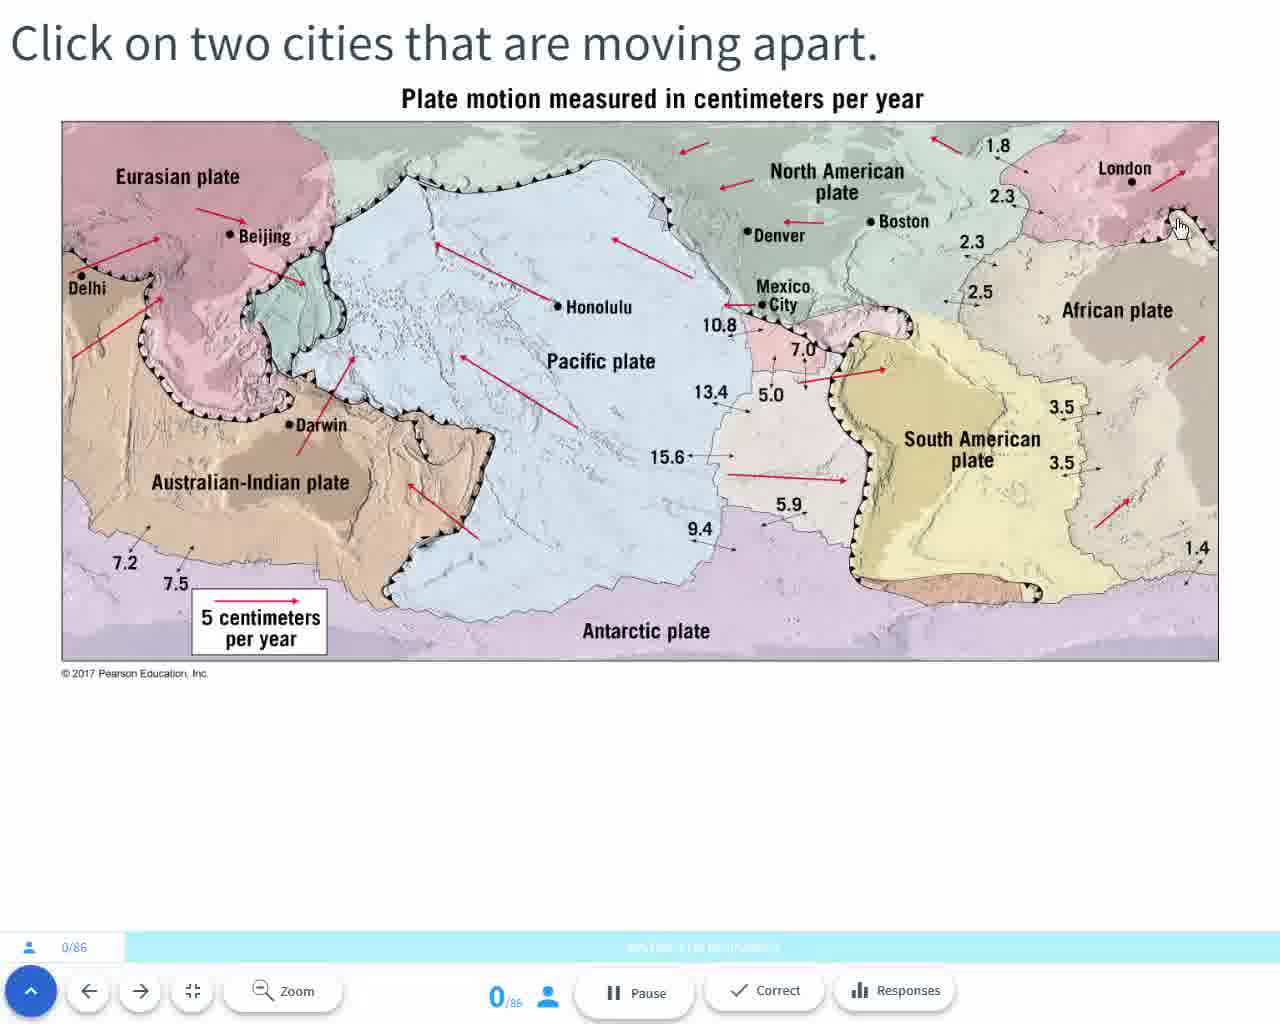 Click on two cities that are moving apart.
Plate motion measured in centimeters per year
1.8
Eurasian plate
North American
plate
London
2.3
Beijing
Denver
Boston
2.3
Delhi
Mexico
City
2.5
Honolulu
African plate
10.8
7.0
Pacific plate
13.4
5.0
3.5
Darwin
South American
plate
15.6
3.5
Australian-Indian plate
5.9
9.4
7.2
7.5
1.4
5 centimeters
per year
Antarctic plate
© 2017 Pearson Education, Inc.
0/86
Zoom
0/86
Pause
Correct
Responses